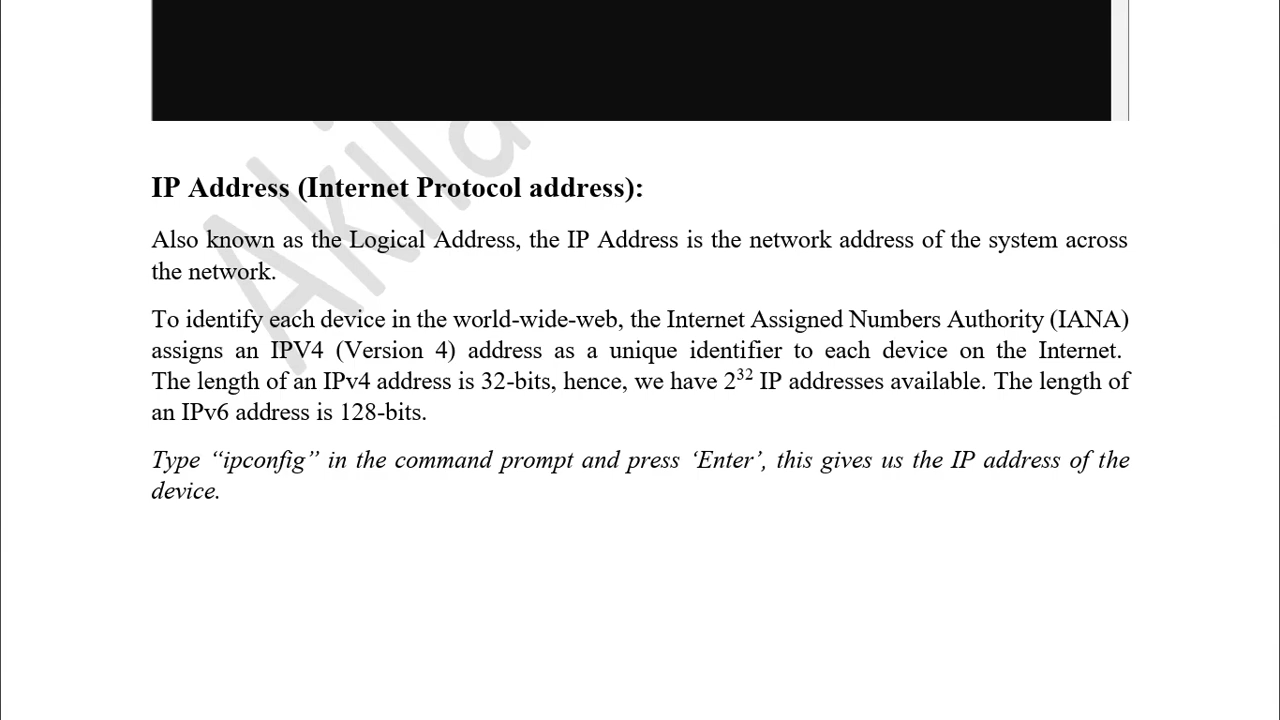 IP Address (Internet Protocol address):
Also known as the Logical Address, the IP Address is the network address of the system across
the network.
To identify each device in the world-wide-web, the Internet Assigned Numbers Authority (IANA)
assigns an IPV4 (Version 4) address as a unique identifier to each device on the Internet.
The length of an IPv4 address is 32-bits, hence, we have 2³² IP addresses available. The length of
an IPv6 address is 128-bits.
Type “ipconfig” in the command prompt and press ‘Enter’, this gives us the IP address of the
device.